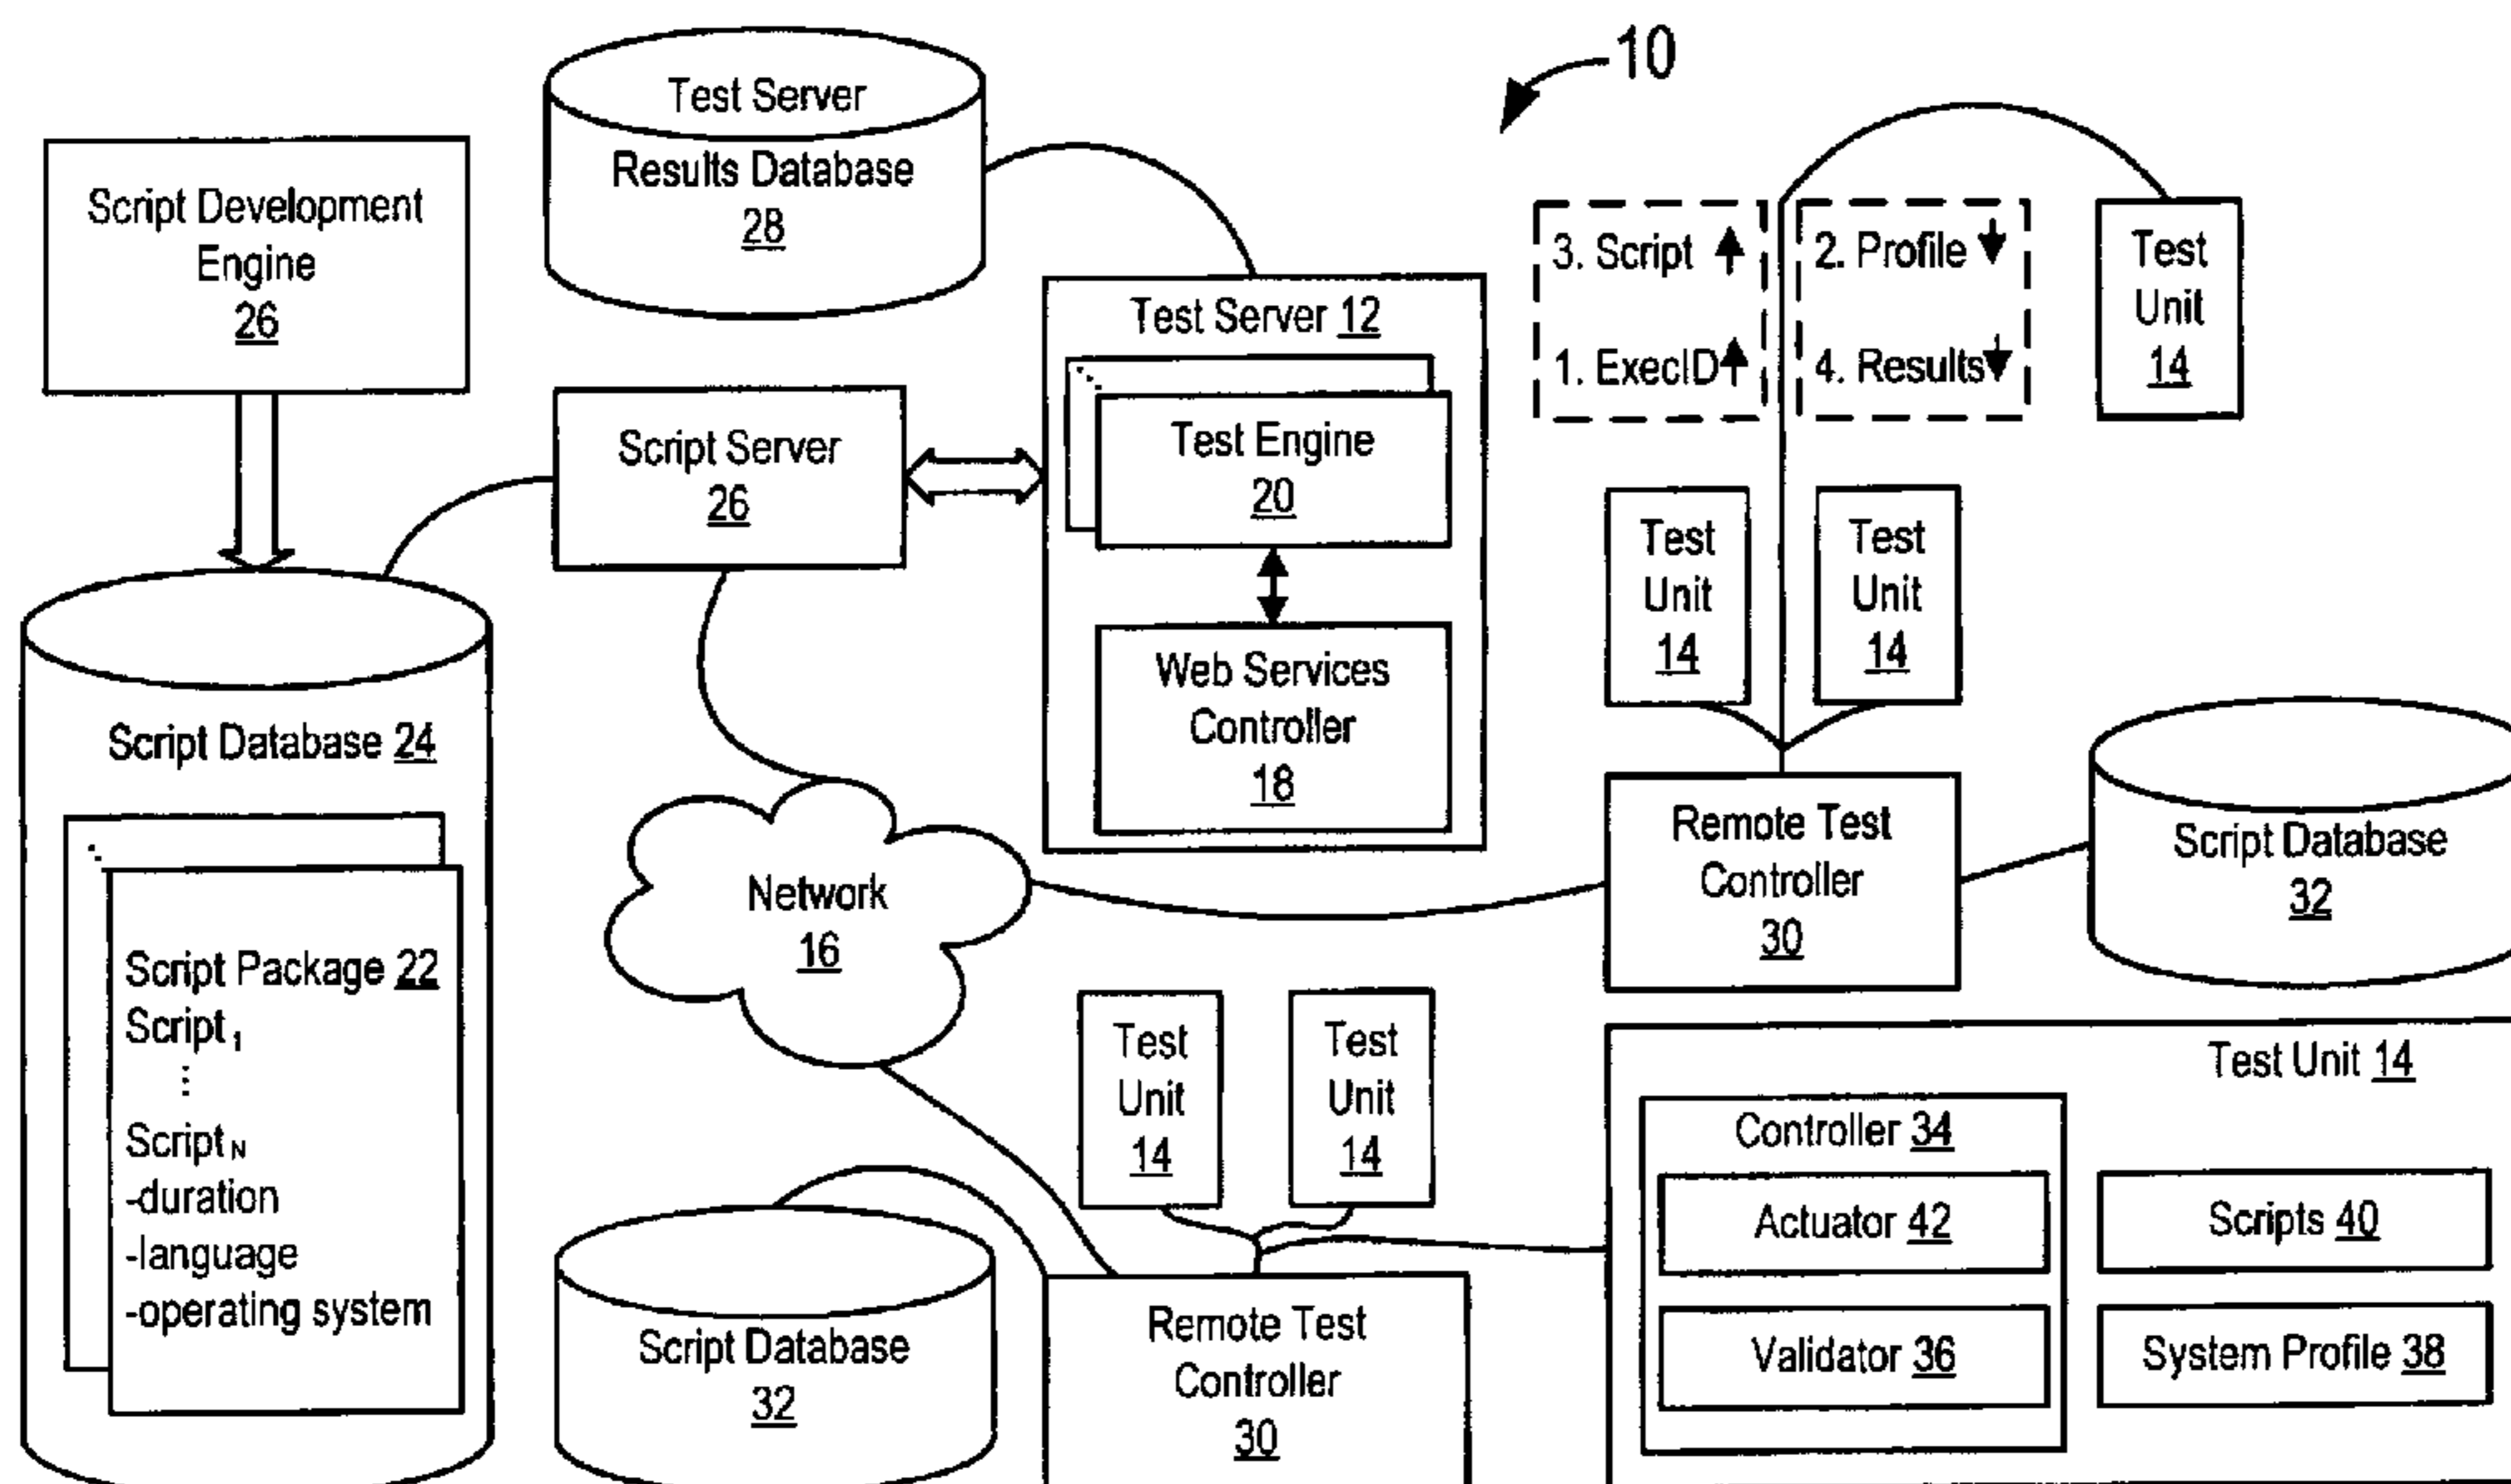 10
Test Server
Results Database
28
Script Development
Engine
26
3. Script
1. ExecID
2. Profile
4. Results
Test
Unit
14
Test Server 12
Test Engine
20
Web Services
Controller
18
Script Server
26
Test
Unit
14
Test
Unit
14
Script Database 24
Script Package 22
Script 1
⋮
Script N
-duration
-language
-operating system
Network
16
Remote Test
Controller
30
Script Database
32
Test
Unit
14
Test
Unit
14
Script Database
32
Remote Test
Controller
30
Test Unit 14
Controller 34
Actuator 42
Validator 36
Scripts 40
System Profile 38